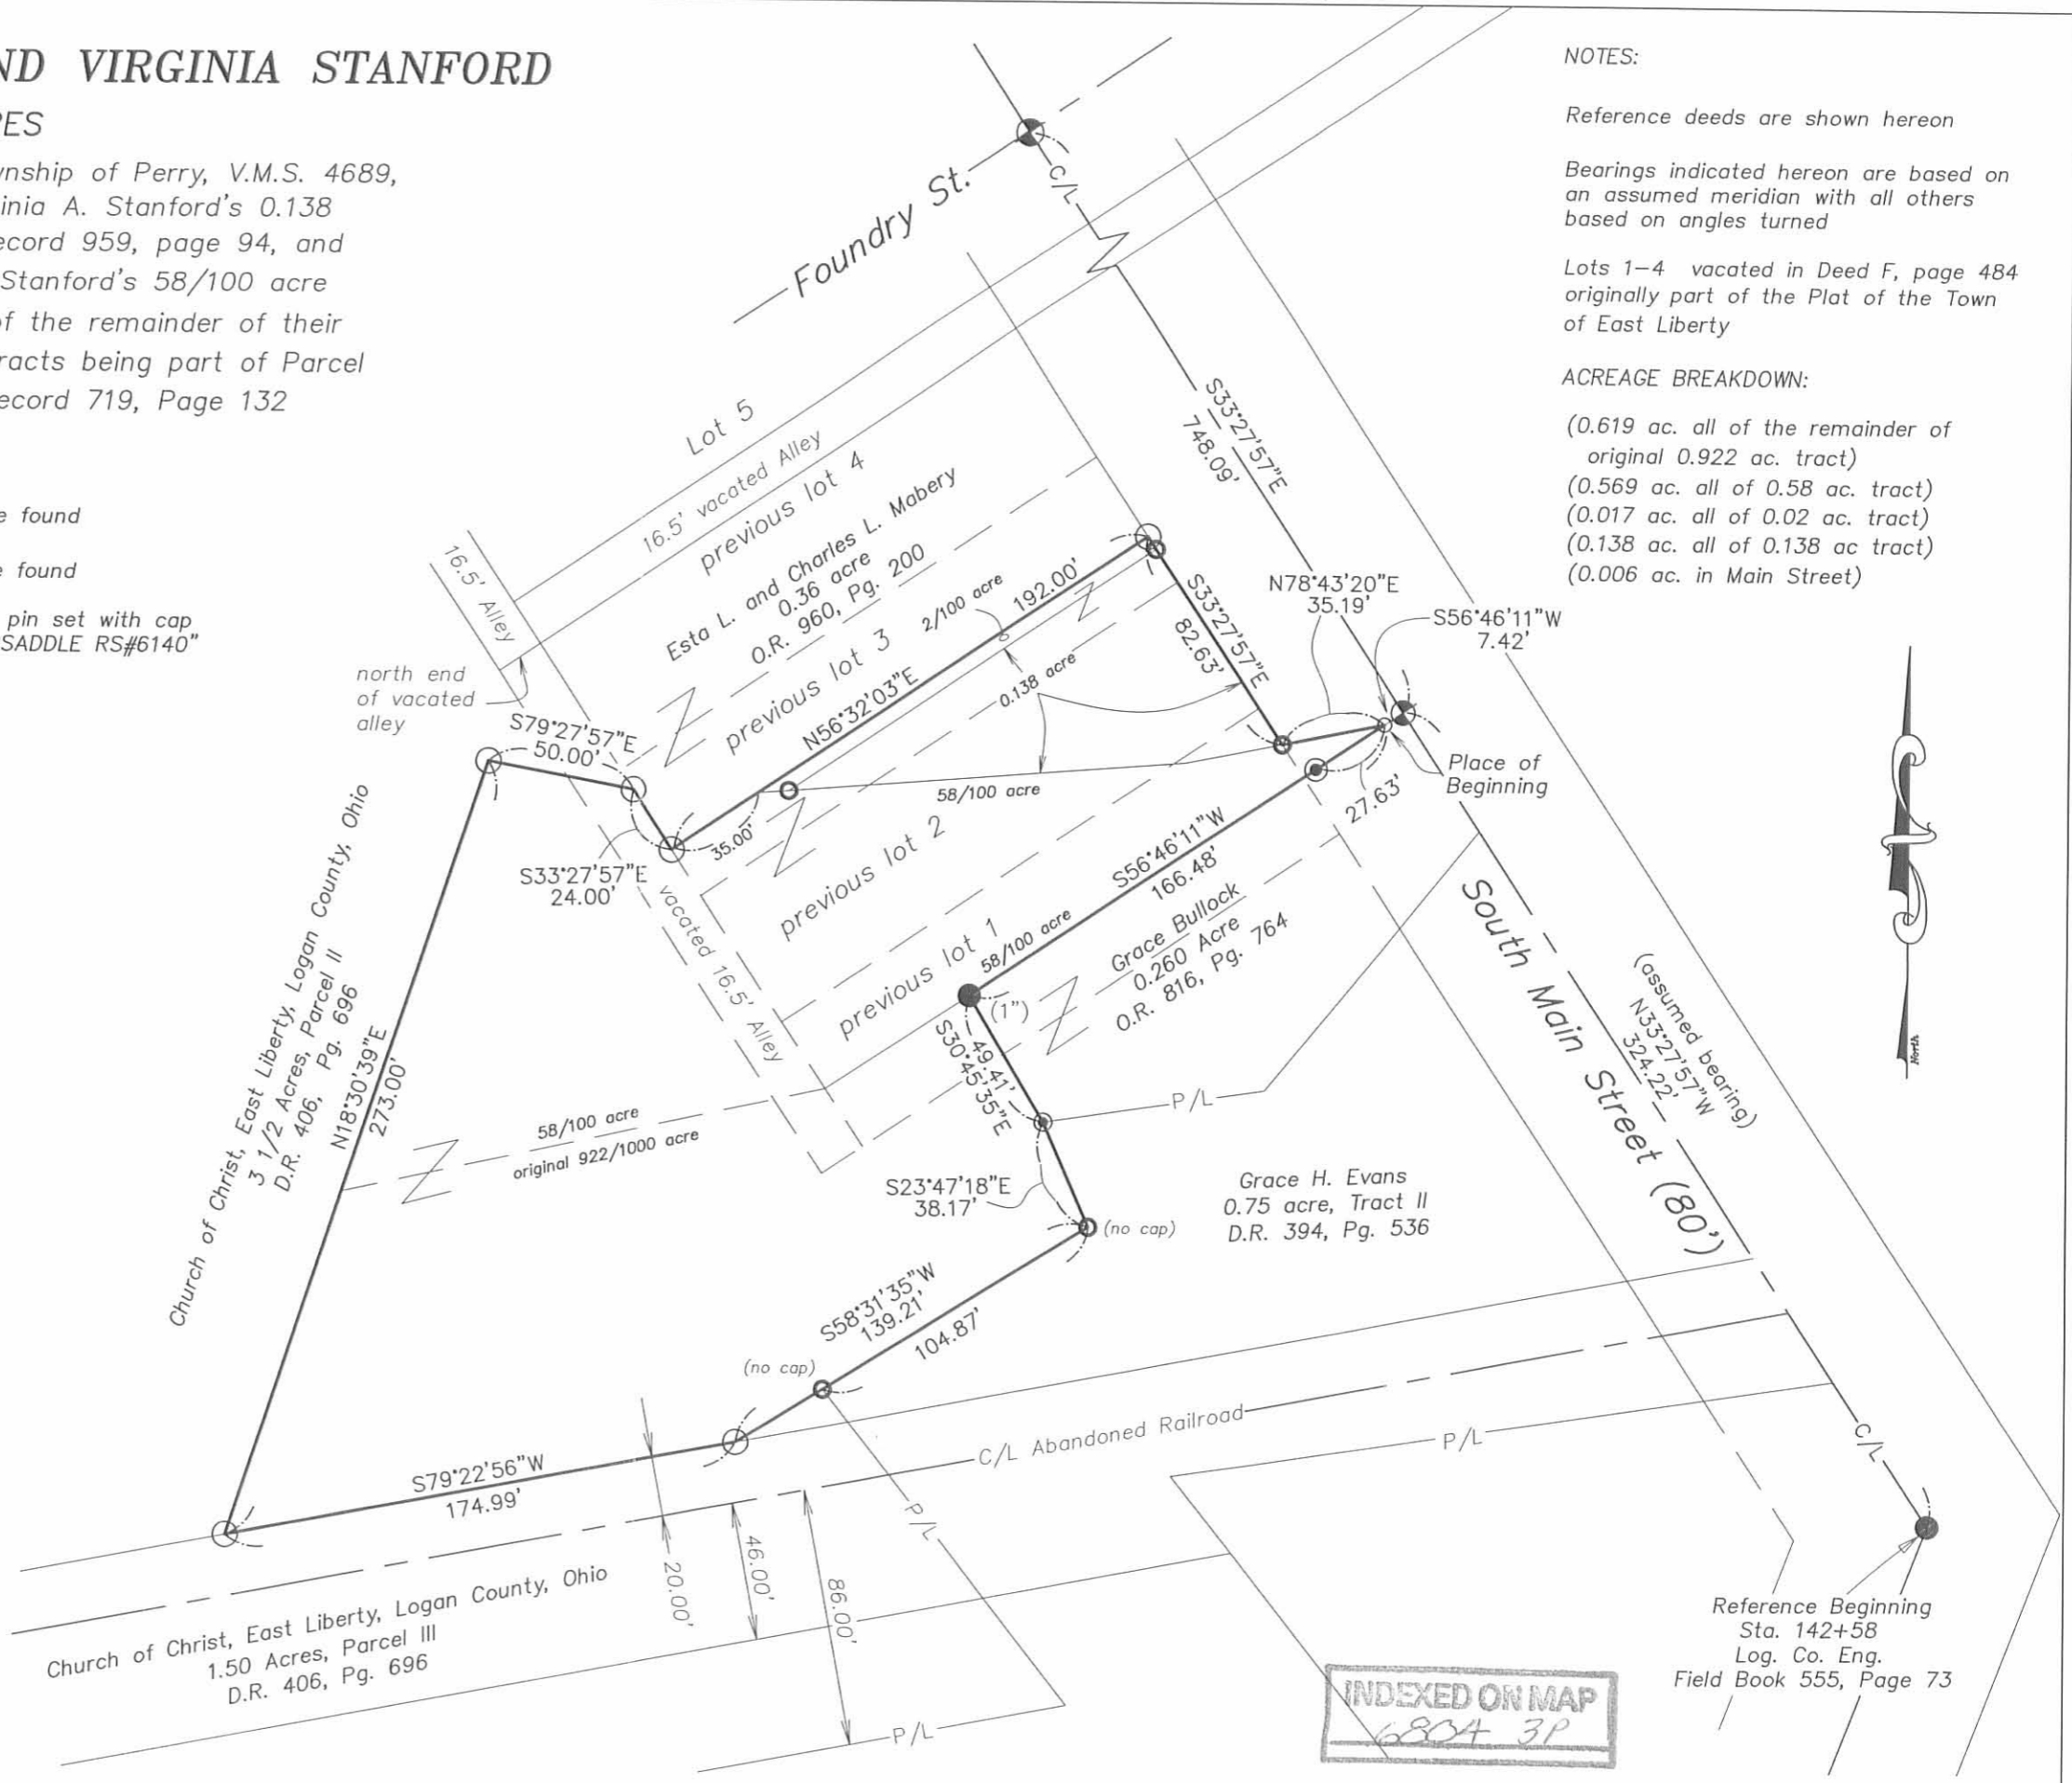 ND VIRGINIA STANFORD
wnship of Perry, V.M.S. 4689,
inia A. Stanford's 0.138
ecord 959, page 94, and
Stanford's 58/100 acre
of the remainder of their
racts being part of Parcel
ecord 719, Page 132
e found
e found
pin set with cap
SADDLE RS#6140"
NOTES:
Reference deeds are shown hereon
Bearings indicated hereon are based on
an assumed meridian with all others
based on angles turned
Lots 1-4 vacated in Deed F, page 484
originally part of the Plat of the Town
of East Liberty
ACREAGE BREAKDOWN:
(0.619 ac. all of the remainder of
original 0.922 ac. tract)
(0.569 ac. all of 0.58 ac. tract)
(0.017 ac. all of 0.02 ac. tract)
(0.138 ac. all of 0.138 ac tract)
(0.006 ac. in Main Street)
Foundry St.
C/L
S33°27'57"E
748.09'
Lot 5
16.5' vacated Alley
previous lot 4
16.5' Alley
Esta L. and Charles L. Mabery
0.36 acre
O.R. 960, Pg. 200
previous lot 3
2/100 acre
192.00'
N56°32'03"E
0.138 acre
S33°27'57"E
82.63'
N78°43'20"E
35.19'
S56°46'11"W
7.42'
north end
of vacated
alley
S79°27'57"E
50.00'
Place of
Beginning
27.63'
58/100 acre
35.00'
S33°27'57"E
24.00'
previous lot 2
vacated 16.5' Alley
S56°46'11"W
166.48'
58/100 acre
previous lot 1
Grace Bullock
0.260 Acre
O.R. 816, Pg. 764
(1")
49.41'
S30°45'35"E
P/L
Church of Christ, East Liberty, Logan County, Ohio
3 1/2 Acres, Parcel II
D.R. 406, Pg. 696
N18°30'39"E
273.00'
58/100 acre
original 922/1000 acre
S23°47'18"E
38.17'
(no cap)
Grace H. Evans
0.75 acre, Tract II
D.R. 394, Pg. 536
South Main Street (80')
(assumed bearing)
N33°27'57"W
324.22'
S58°31'35"W
139.21'
104.87'
(no cap)
S79°22'56"W
174.99'
C/L Abandoned Railroad
P/L
C/L
P/L
20.00'
46.00'
86.00'
P/L
Church of Christ, East Liberty, Logan County, Ohio
1.50 Acres, Parcel III
D.R. 406, Pg. 696
Reference Beginning
Sta. 142+58
Log. Co. Eng.
Field Book 555, Page 73
INDEXED ON MAP
6804 3P
North